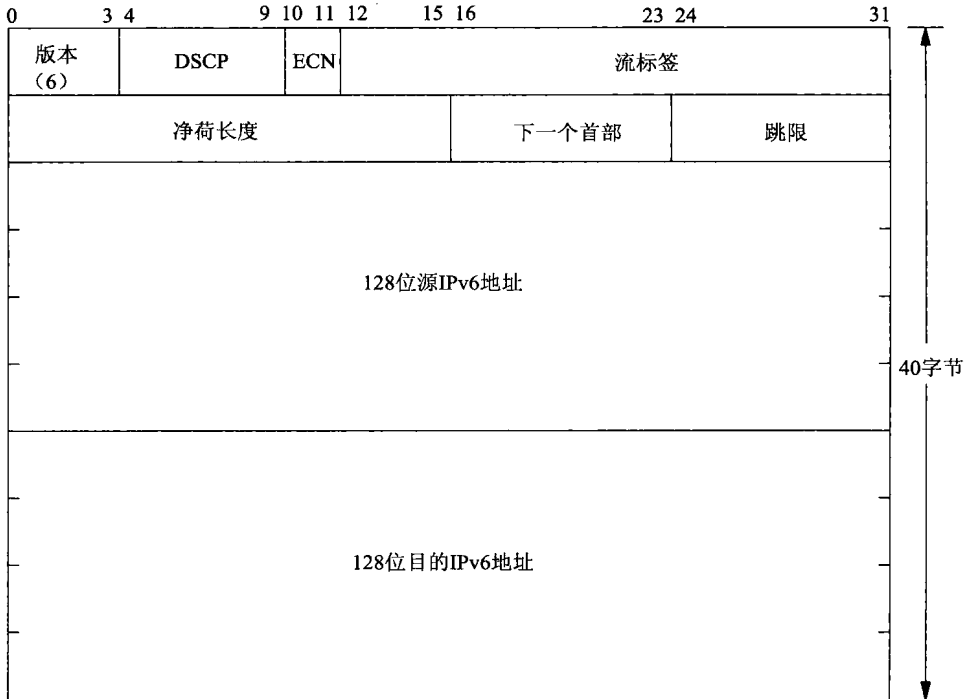 0 3 4 9 10 11 12 15 16 23 24 31
版本
（6）
DSCP
ECN
流标签
净荷长度
下一个首部
跳限
128位源IPv6地址
40字节
128位目的IPv6地址